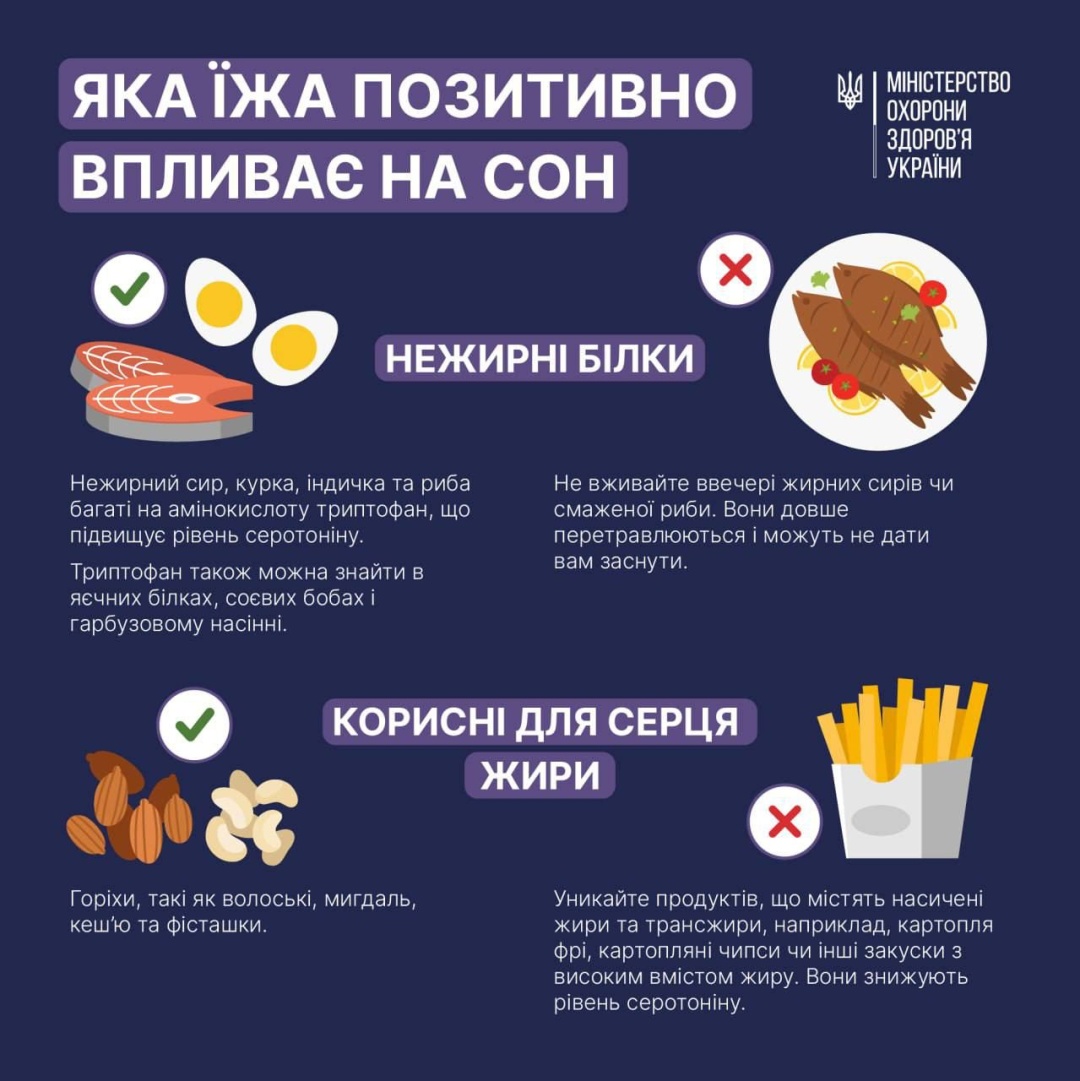 ЯКА ЇЖА ПОЗИТИВНО
ВПЛИВАЄ НА СОН
МІНІСТЕРСТВО
ОХОРОНИ
ЗДОРОВ'Я
УКРАЇНИ
НЕЖИРНІ БІЛКИ
Нежирний сир, курка, індичка та риба
багаті на амінокислоту триптофан, що
підвищує рівень серотоніну.
Триптофан також можна знайти в
яєчних білках, соєвих бобах і
гарбузовому насінні.
Не вживайте ввечері жирних сирів чи
смаженої риби. Вони довше
перетравлюються і можуть не дати
вам заснути.
КОРИСНІ ДЛЯ СЕРЦЯ
ЖИРИ
Горіхи, такі як волоські, мигдаль,
кеш'ю та фісташки.
Уникайте продуктів, що містять насичені
жири та трансжири, наприклад, картопля
фрі, картопляні чипси чи інші закуски з
високим вмістом жиру. Вони знижують
рівень серотоніну.